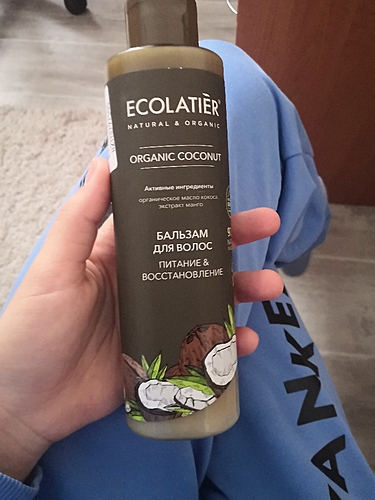 ECOLATIÈR®
NATURAL & ORGANIC
ORGANIC COCONUT
Активные ингредиенты
органическое масло кокоса
экстракт манго
БАЛЬЗАМ
ДЛЯ ВОЛОС
ПИТАНИЕ &
ВОССТАНОВЛЕНИЕ